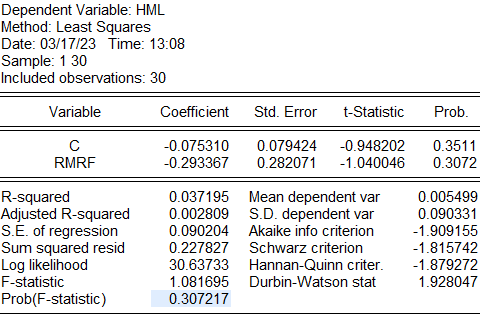 Dependent Variable: HML
Method: Least Squares
Date: 03/17/23 Time: 13:08
Sample: 1 30
Included observations: 30
Variable Coefficient Std. Error t-Statistic Prob.
C -0.075310 0.079424 -0.948202 0.3511
RMRF -0.293367 0.282071 -1.040046 0.3072
R-squared 0.037195 Mean dependent var 0.005499
Adjusted R-squared 0.002809 S.D. dependent var 0.090331
S.E. of regression 0.090204 Akaike info criterion -1.909155
Sum squared resid 0.227827 Schwarz criterion -1.815742
Log likelihood 30.63733 Hannan-Quinn criter. -1.879272
F-statistic 1.081695 Durbin-Watson stat 1.928047
Prob(F-statistic) 0.307217